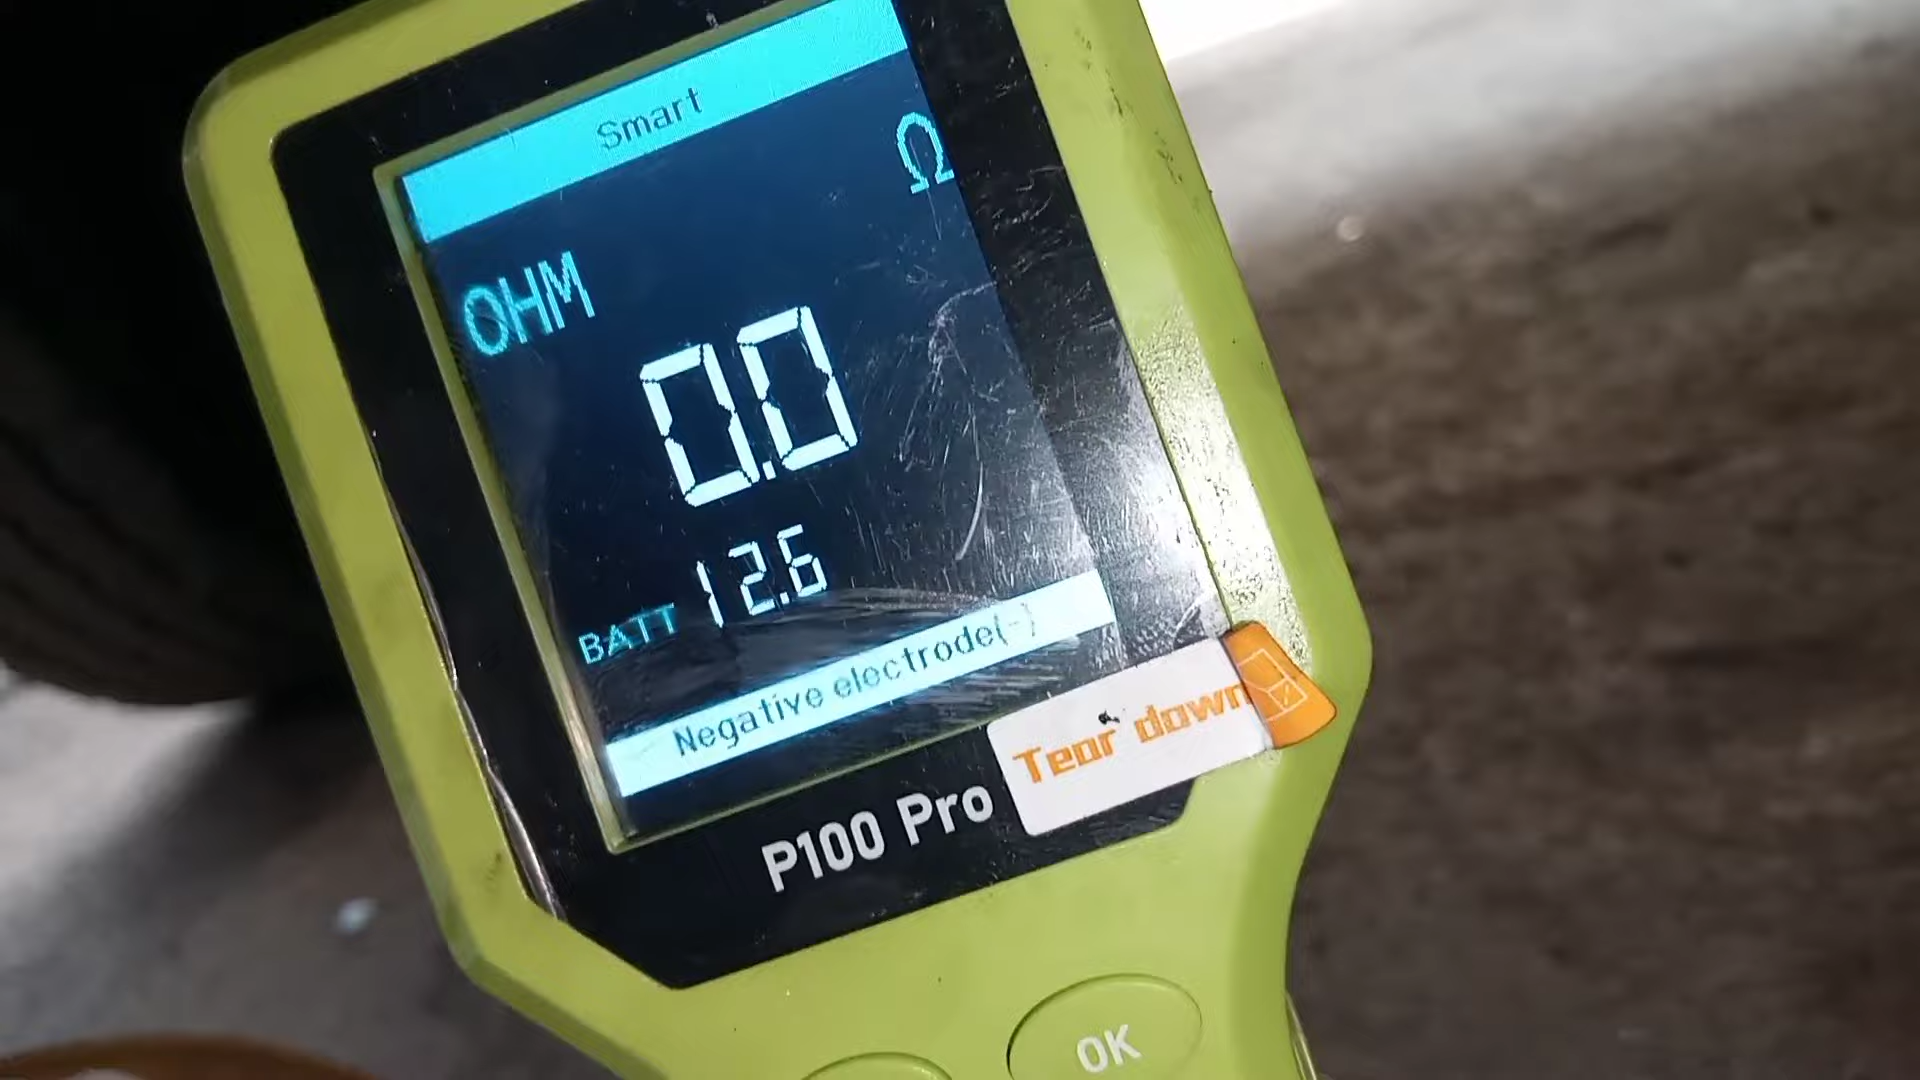 Smart
Ω
OHM
0.0
BATT 12.6
Negative electrode(-)
P100 Pro
Tear down
OK